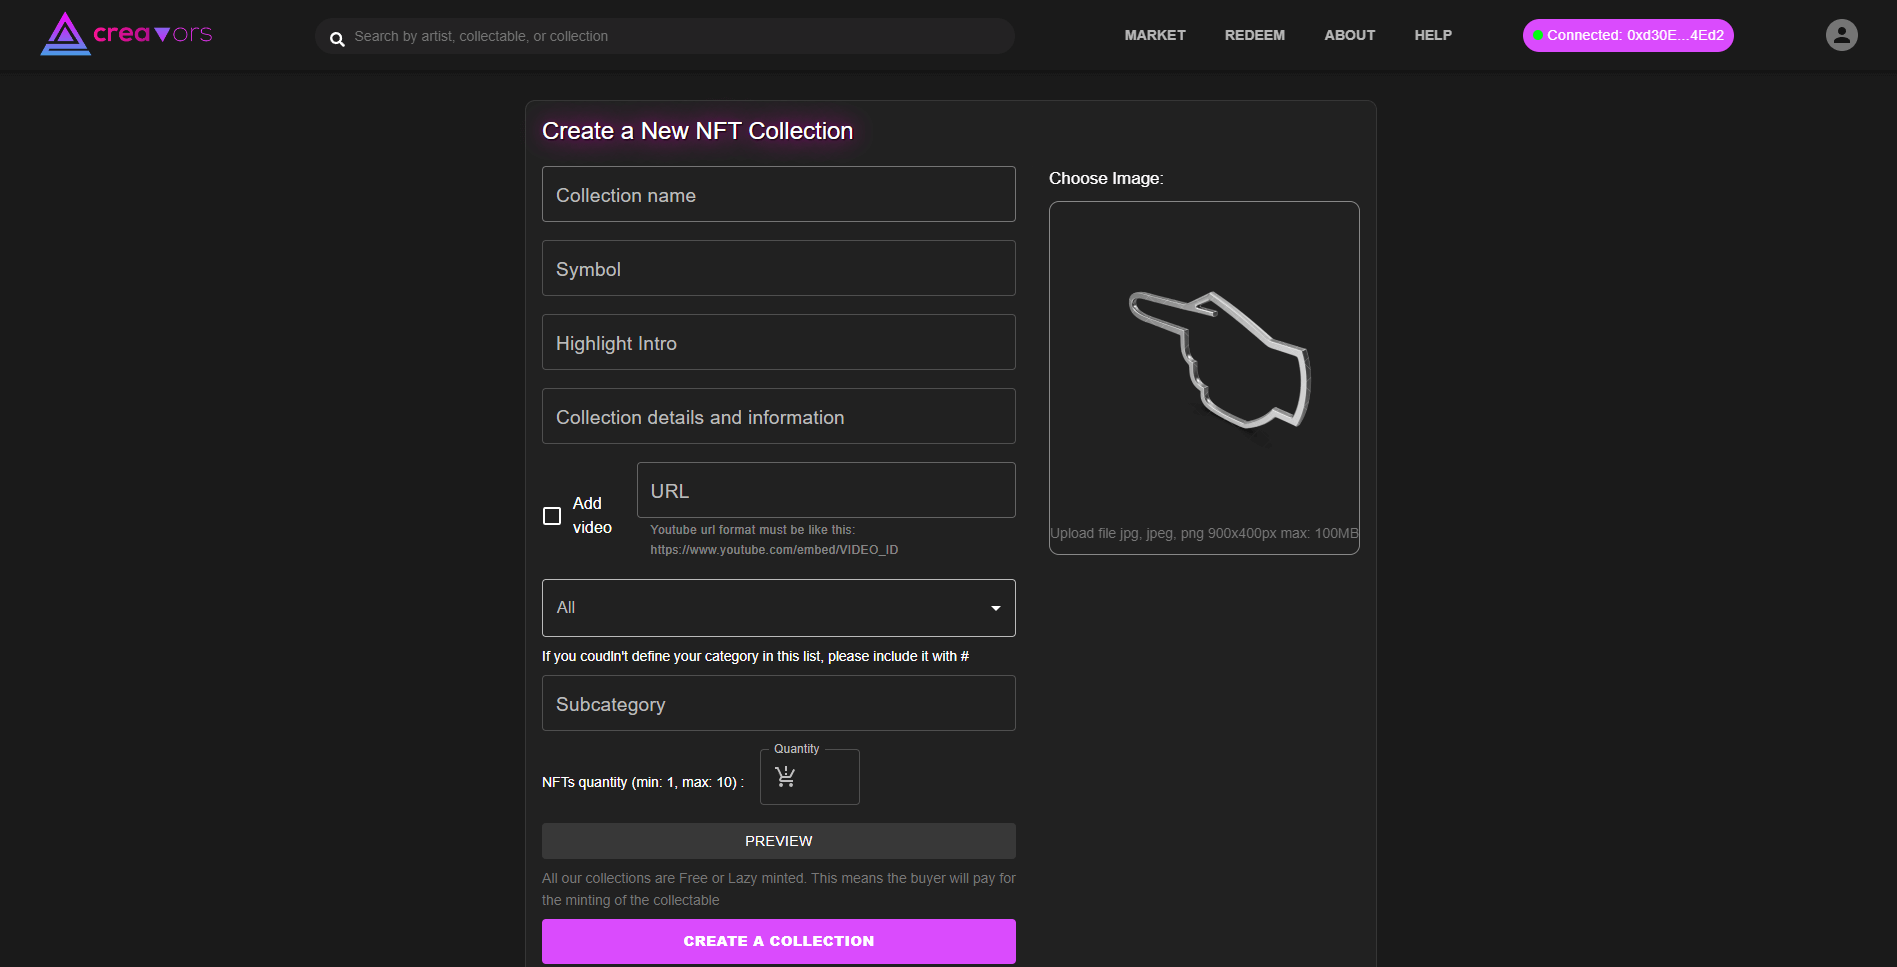 crea ors
Search by artist, collectable, or collection
MARKET
REDEEM
ABOUT
HELP
Connected: 0xd30E...4Ed2
Create a New NFT Collection
Collection name
Symbol
Highlight Intro
Collection details and information
Add
video
URL
Youtube url format must be like this:
https://www.youtube.com/embed/VIDEO_ID
All
If you coudln't define your category in this list, please include it with #
Subcategory
NFTs quantity (min: 1, max: 10) :
Quantity
PREVIEW
All our collections are Free or Lazy minted. This means the buyer will pay for
the minting of the collectable
CREATE A COLLECTION
Choose Image:
Upload file jpg, jpeg, png 900x400px max: 100MB